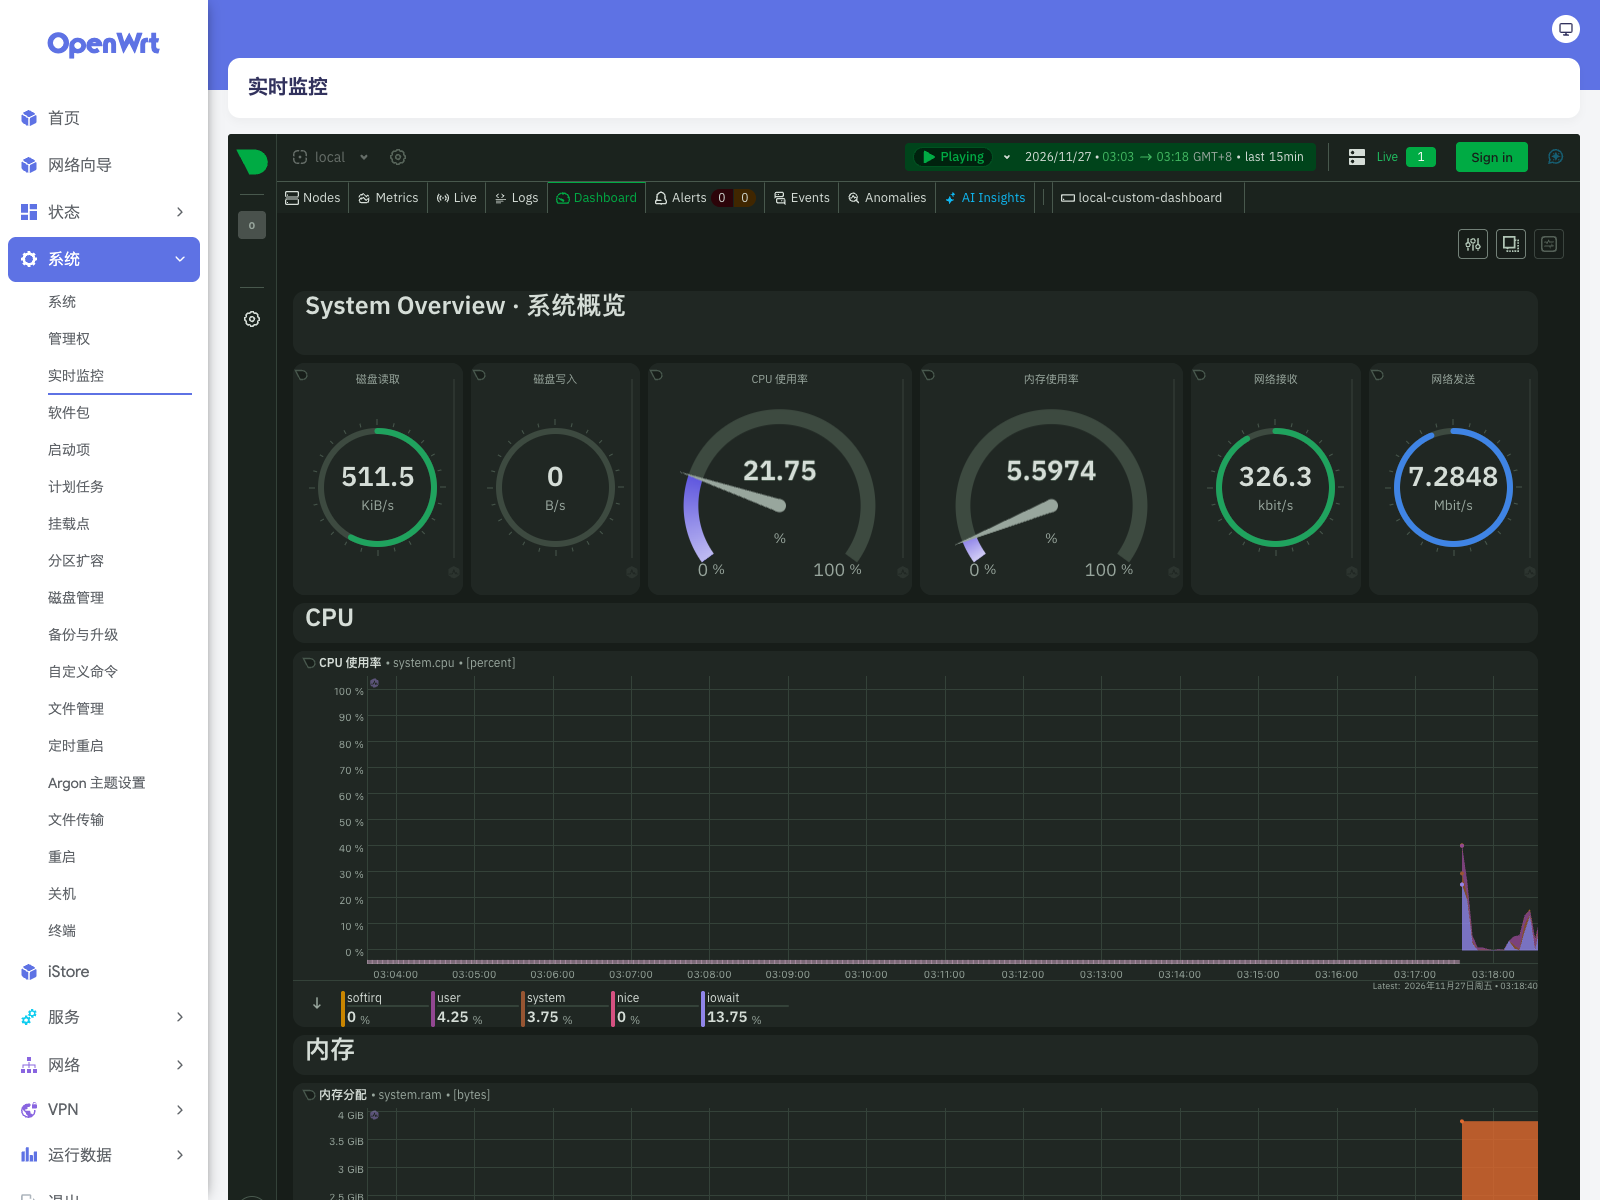 OpenWrt
首页
网络向导
状态
系统
系统
管理权
实时监控
软件包
启动项
计划任务
挂载点
分区扩容
磁盘管理
备份与升级
自定义命令
文件管理
定时重启
Argon 主题设置
文件传输
重启
关机
终端
iStore
服务
网络
VPN
运行数据
实时监控
local
Playing
2026/11/27 • 03:03 → 03:18 GMT+8 • last 15min
Live 1
Sign in
Nodes
Metrics
Live
Logs
Dashboard
Alerts 0 0
Events
Anomalies
AI Insights
local-custom-dashboard
0
System Overview · 系统概览
磁盘读取
511.5
KiB/s
磁盘写入
0
B/s
CPU 使用率
21.75
%
0 %
100 %
内存使用率
5.5974
%
0 %
100 %
网络接收
326.3
kbit/s
网络发送
7.2848
Mbit/s
CPU
CPU 使用率 • system.cpu • [percent]
100 %
90 %
80 %
70 %
60 %
50 %
40 %
30 %
20 %
10 %
0 %
03:04:00 03:05:00 03:06:00 03:07:00 03:08:00 03:09:00 03:10:00 03:11:00 03:12:00 03:13:00 03:14:00 03:15:00 03:16:00 03:17:00 03:18:00
Latest: 2026年11月27日周五 • 03:18:40
softirq
0 %
user
4.25 %
system
3.75 %
nice
0 %
iowait
13.75 %
内存
内存分配 • system.ram • [bytes]
4 GiB
3.5 GiB
3 GiB
2.5 GiB